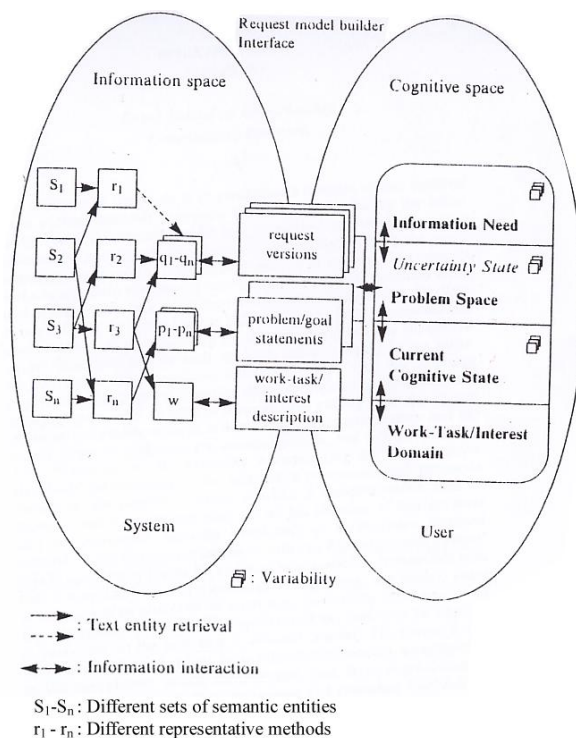 Request model builder
Interface
Information space
Cognitive space
S₁
r₁
S₂
r₂
q₁-qₙ
request
versions
S₃
r₃
p₁-pₙ
problem/goal
statements
Sₙ
rₙ
w
work-task/
interest
description
Information Need
Uncertainty State
Problem Space
Current
Cognitive State
Work-Task/Interest
Domain
System
User
: Variability
: Text entity retrieval
: Information interaction
S₁-Sₙ : Different sets of semantic entities
r₁ - rₙ : Different representative methods